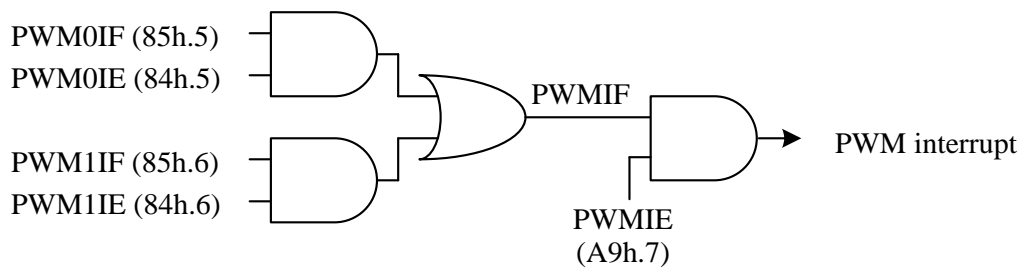 PWM0IF (85h.5)
PWM0IE (84h.5)
PWMIF
PWM interrupt
PWM1IF (85h.6)
PWM1IE (84h.6)
PWMIE
(A9h.7)